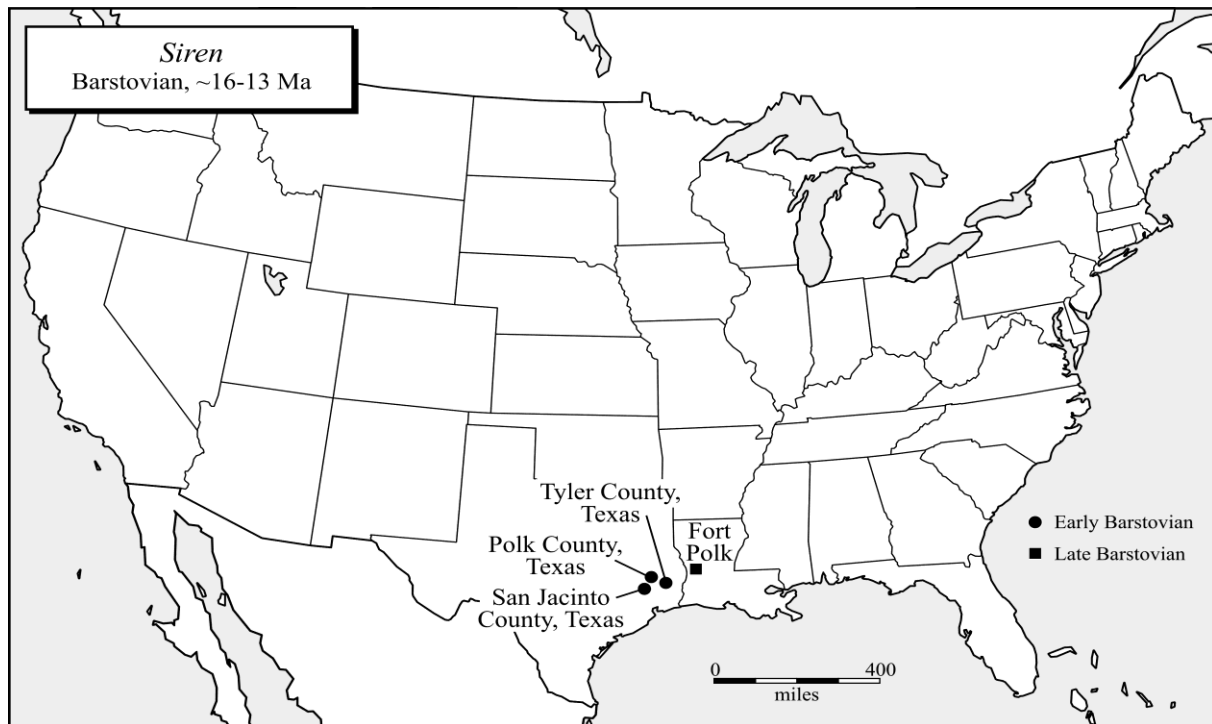 Siren
Barstovian, ~16-13 Ma
Tyler County,
Texas
Fort
Polk
Polk County,
Texas
San Jacinto
County, Texas
Early Barstovian
Late Barstovian
0 400
miles